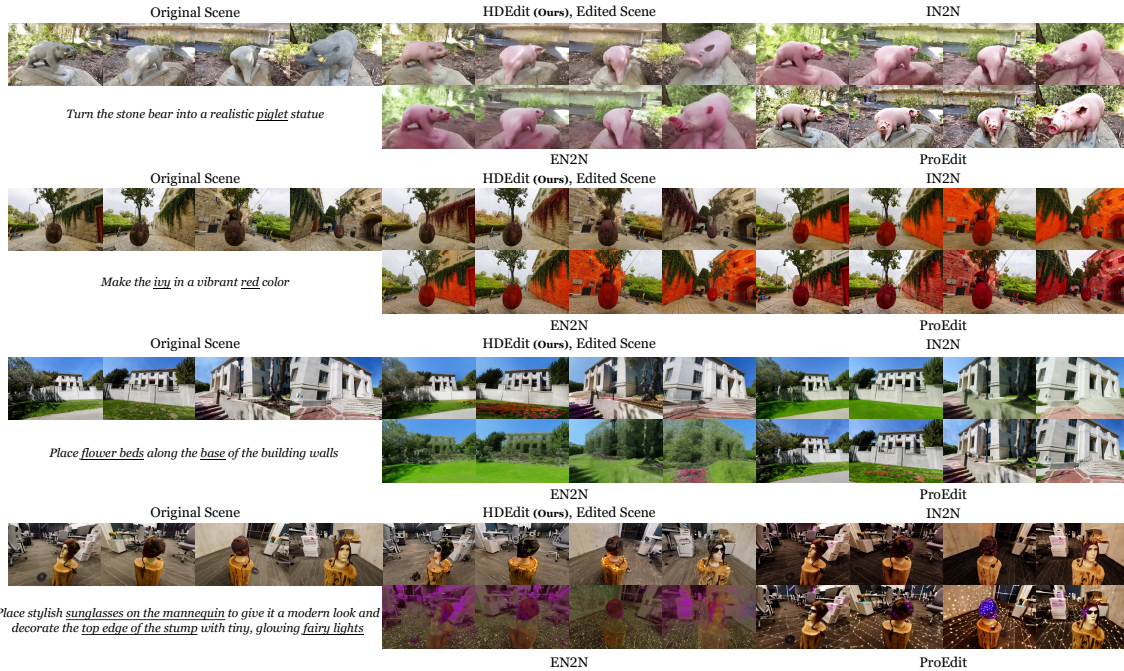 Original Scene
HDEdit (Ours), Edited Scene
IN2N
Turn the stone bear into a realistic piglet statue
EN2N
ProEdit
Original Scene
HDEdit (Ours), Edited Scene
IN2N
Make the ivy in a vibrant red color
EN2N
ProEdit
Original Scene
HDEdit (Ours), Edited Scene
IN2N
Place flower beds along the base of the building walls
EN2N
ProEdit
Original Scene
HDEdit (Ours), Edited Scene
IN2N
Place stylish sunglasses on the mannequin to give it a modern look and
decorate the top edge of the stump with tiny, glowing fairy lights
EN2N
ProEdit